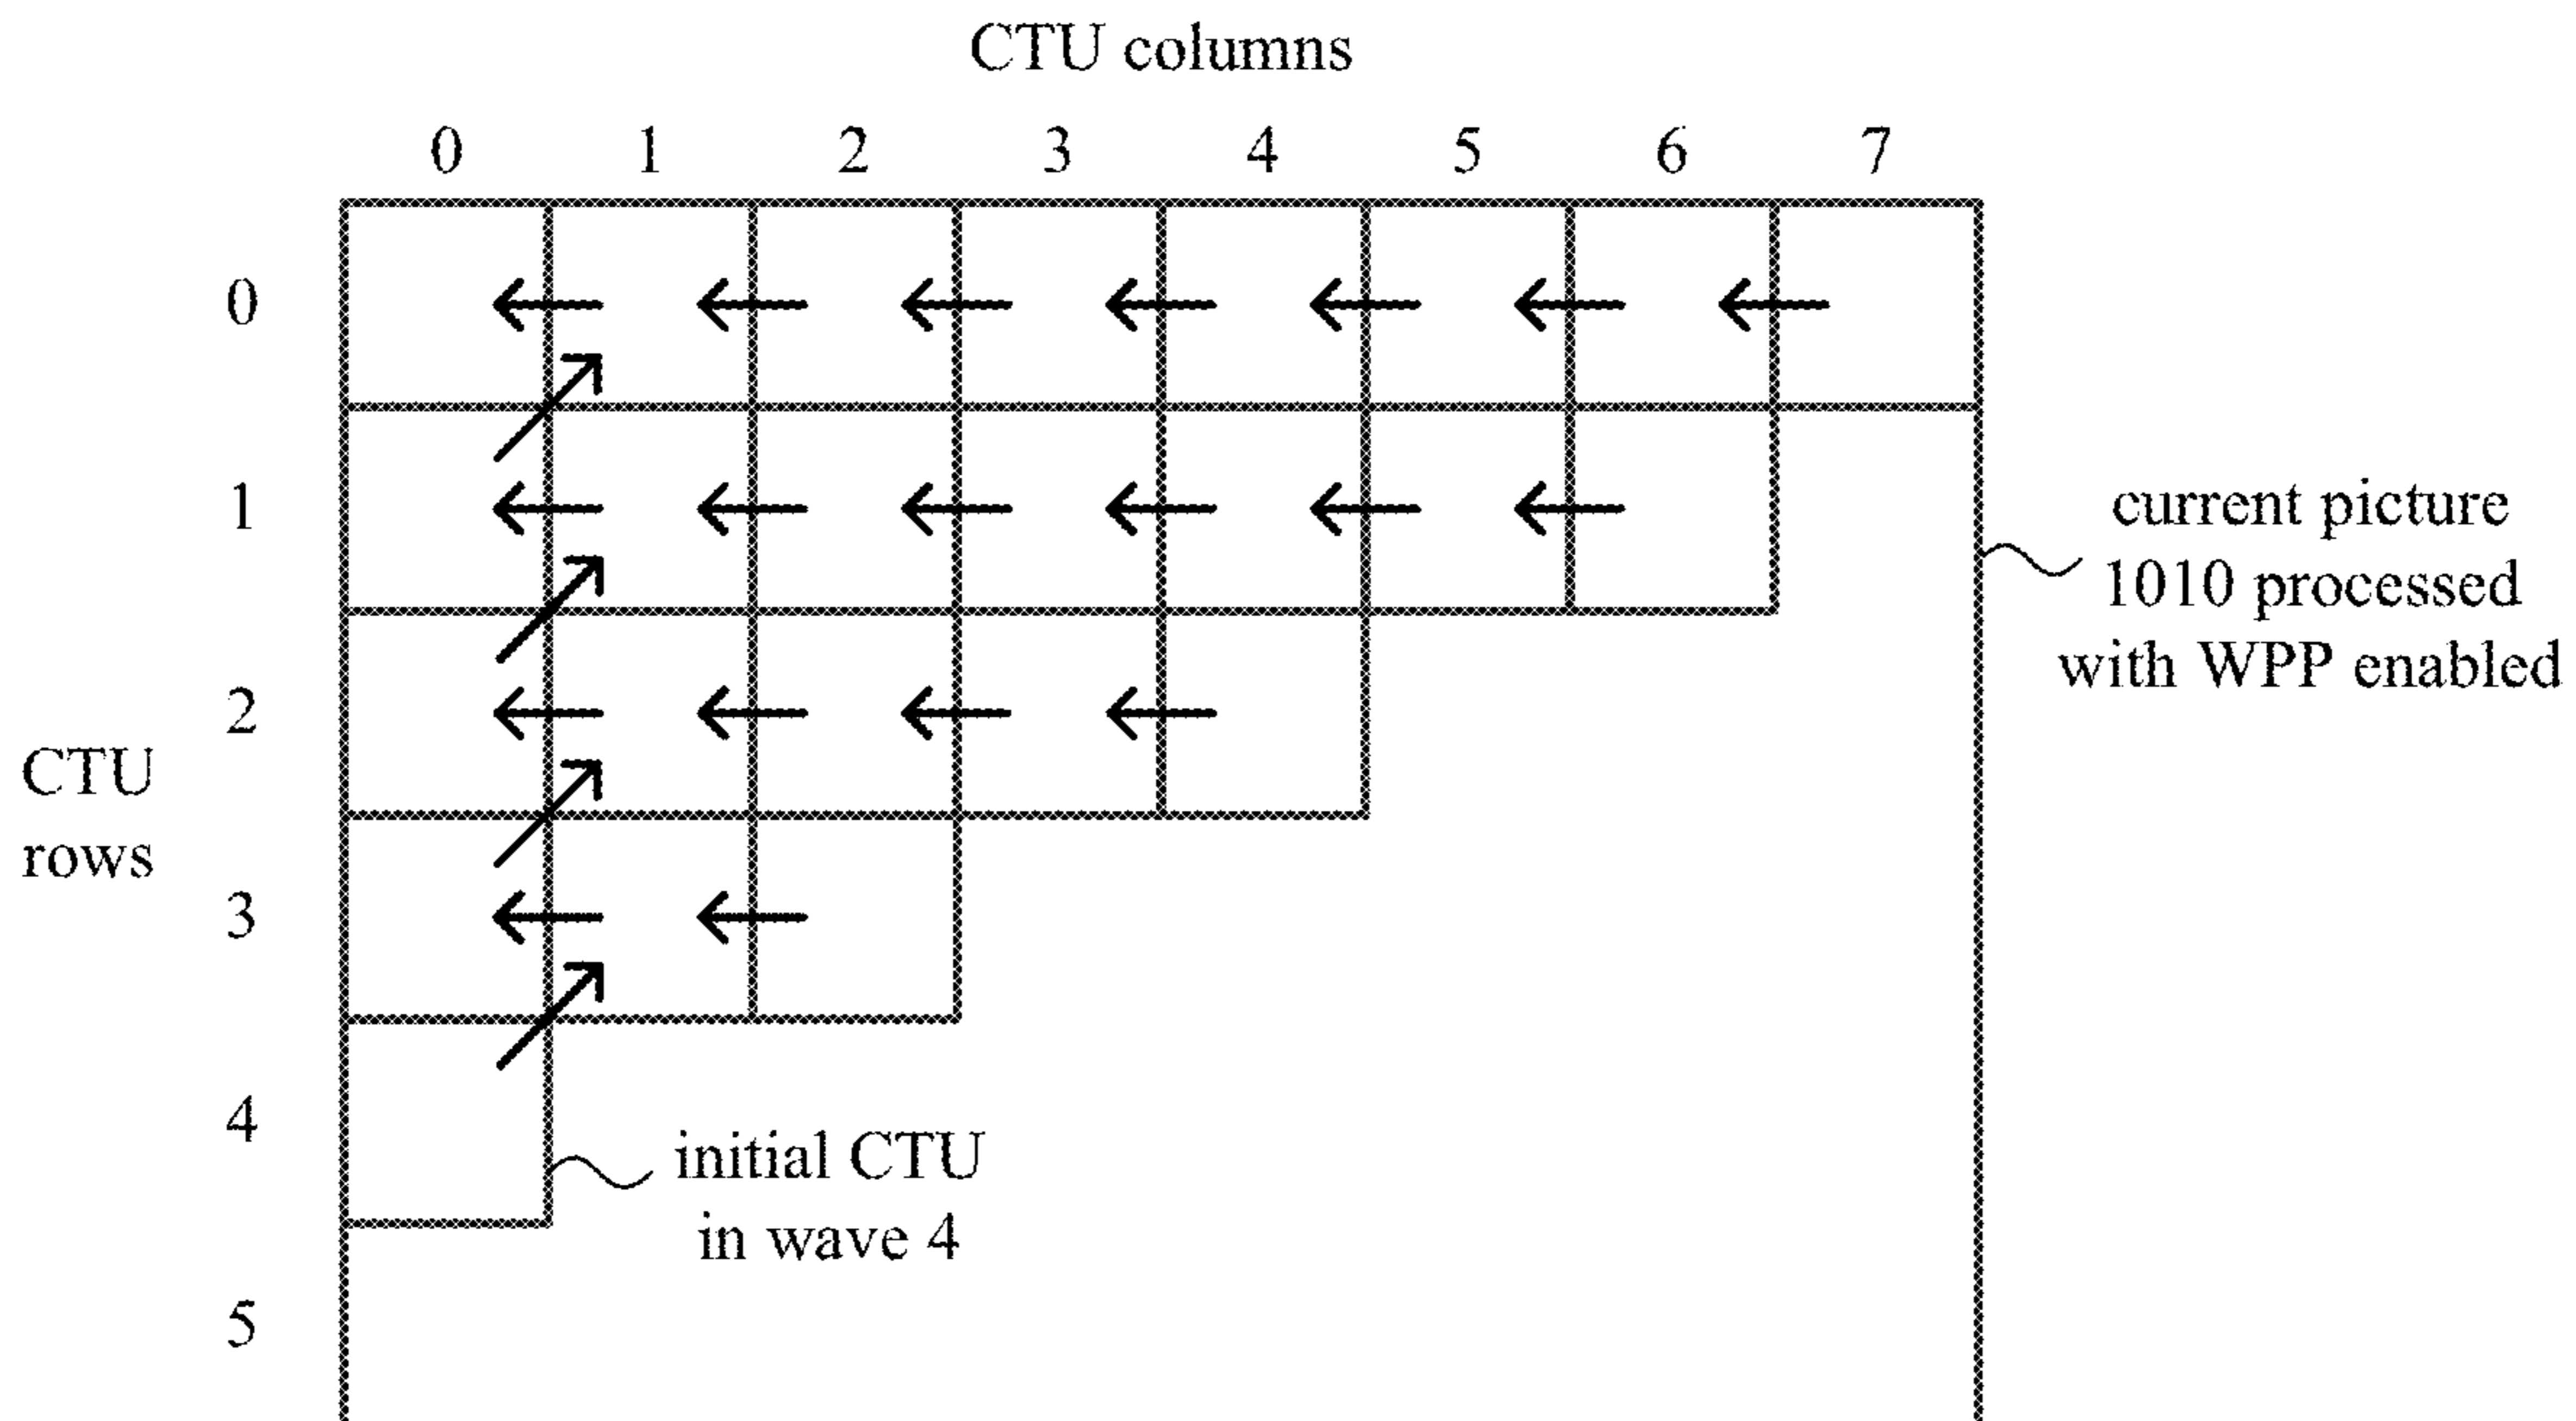 CTU columns
0 1 2 3 4 5 6 7
0
1
2
3
4
5
CTU
rows
current picture
1010 processed
with WPP enabled
initial CTU
in wave 4